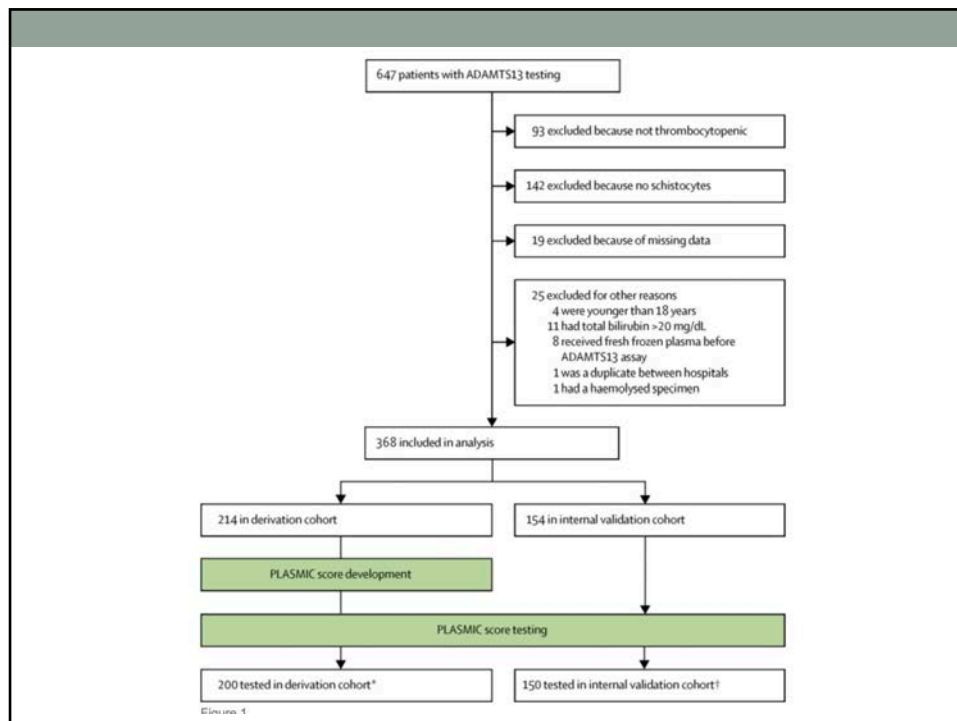 647 patients with ADAMTS13 testing
93 excluded because not thrombocytopenic
142 excluded because no schistocytes
19 excluded because of missing data
25 excluded for other reasons
4 were younger than 18 years
11 had total bilirubin >20 mg/dL
8 received fresh frozen plasma before
ADAMTS13 assay
1 was a duplicate between hospitals
1 had a haemolysed specimen
368 included in analysis
214 in derivation cohort
154 in internal validation cohort
PLASMIC score development
PLASMIC score testing
200 tested in derivation cohort*
150 tested in internal validation cohort†
Figure 1